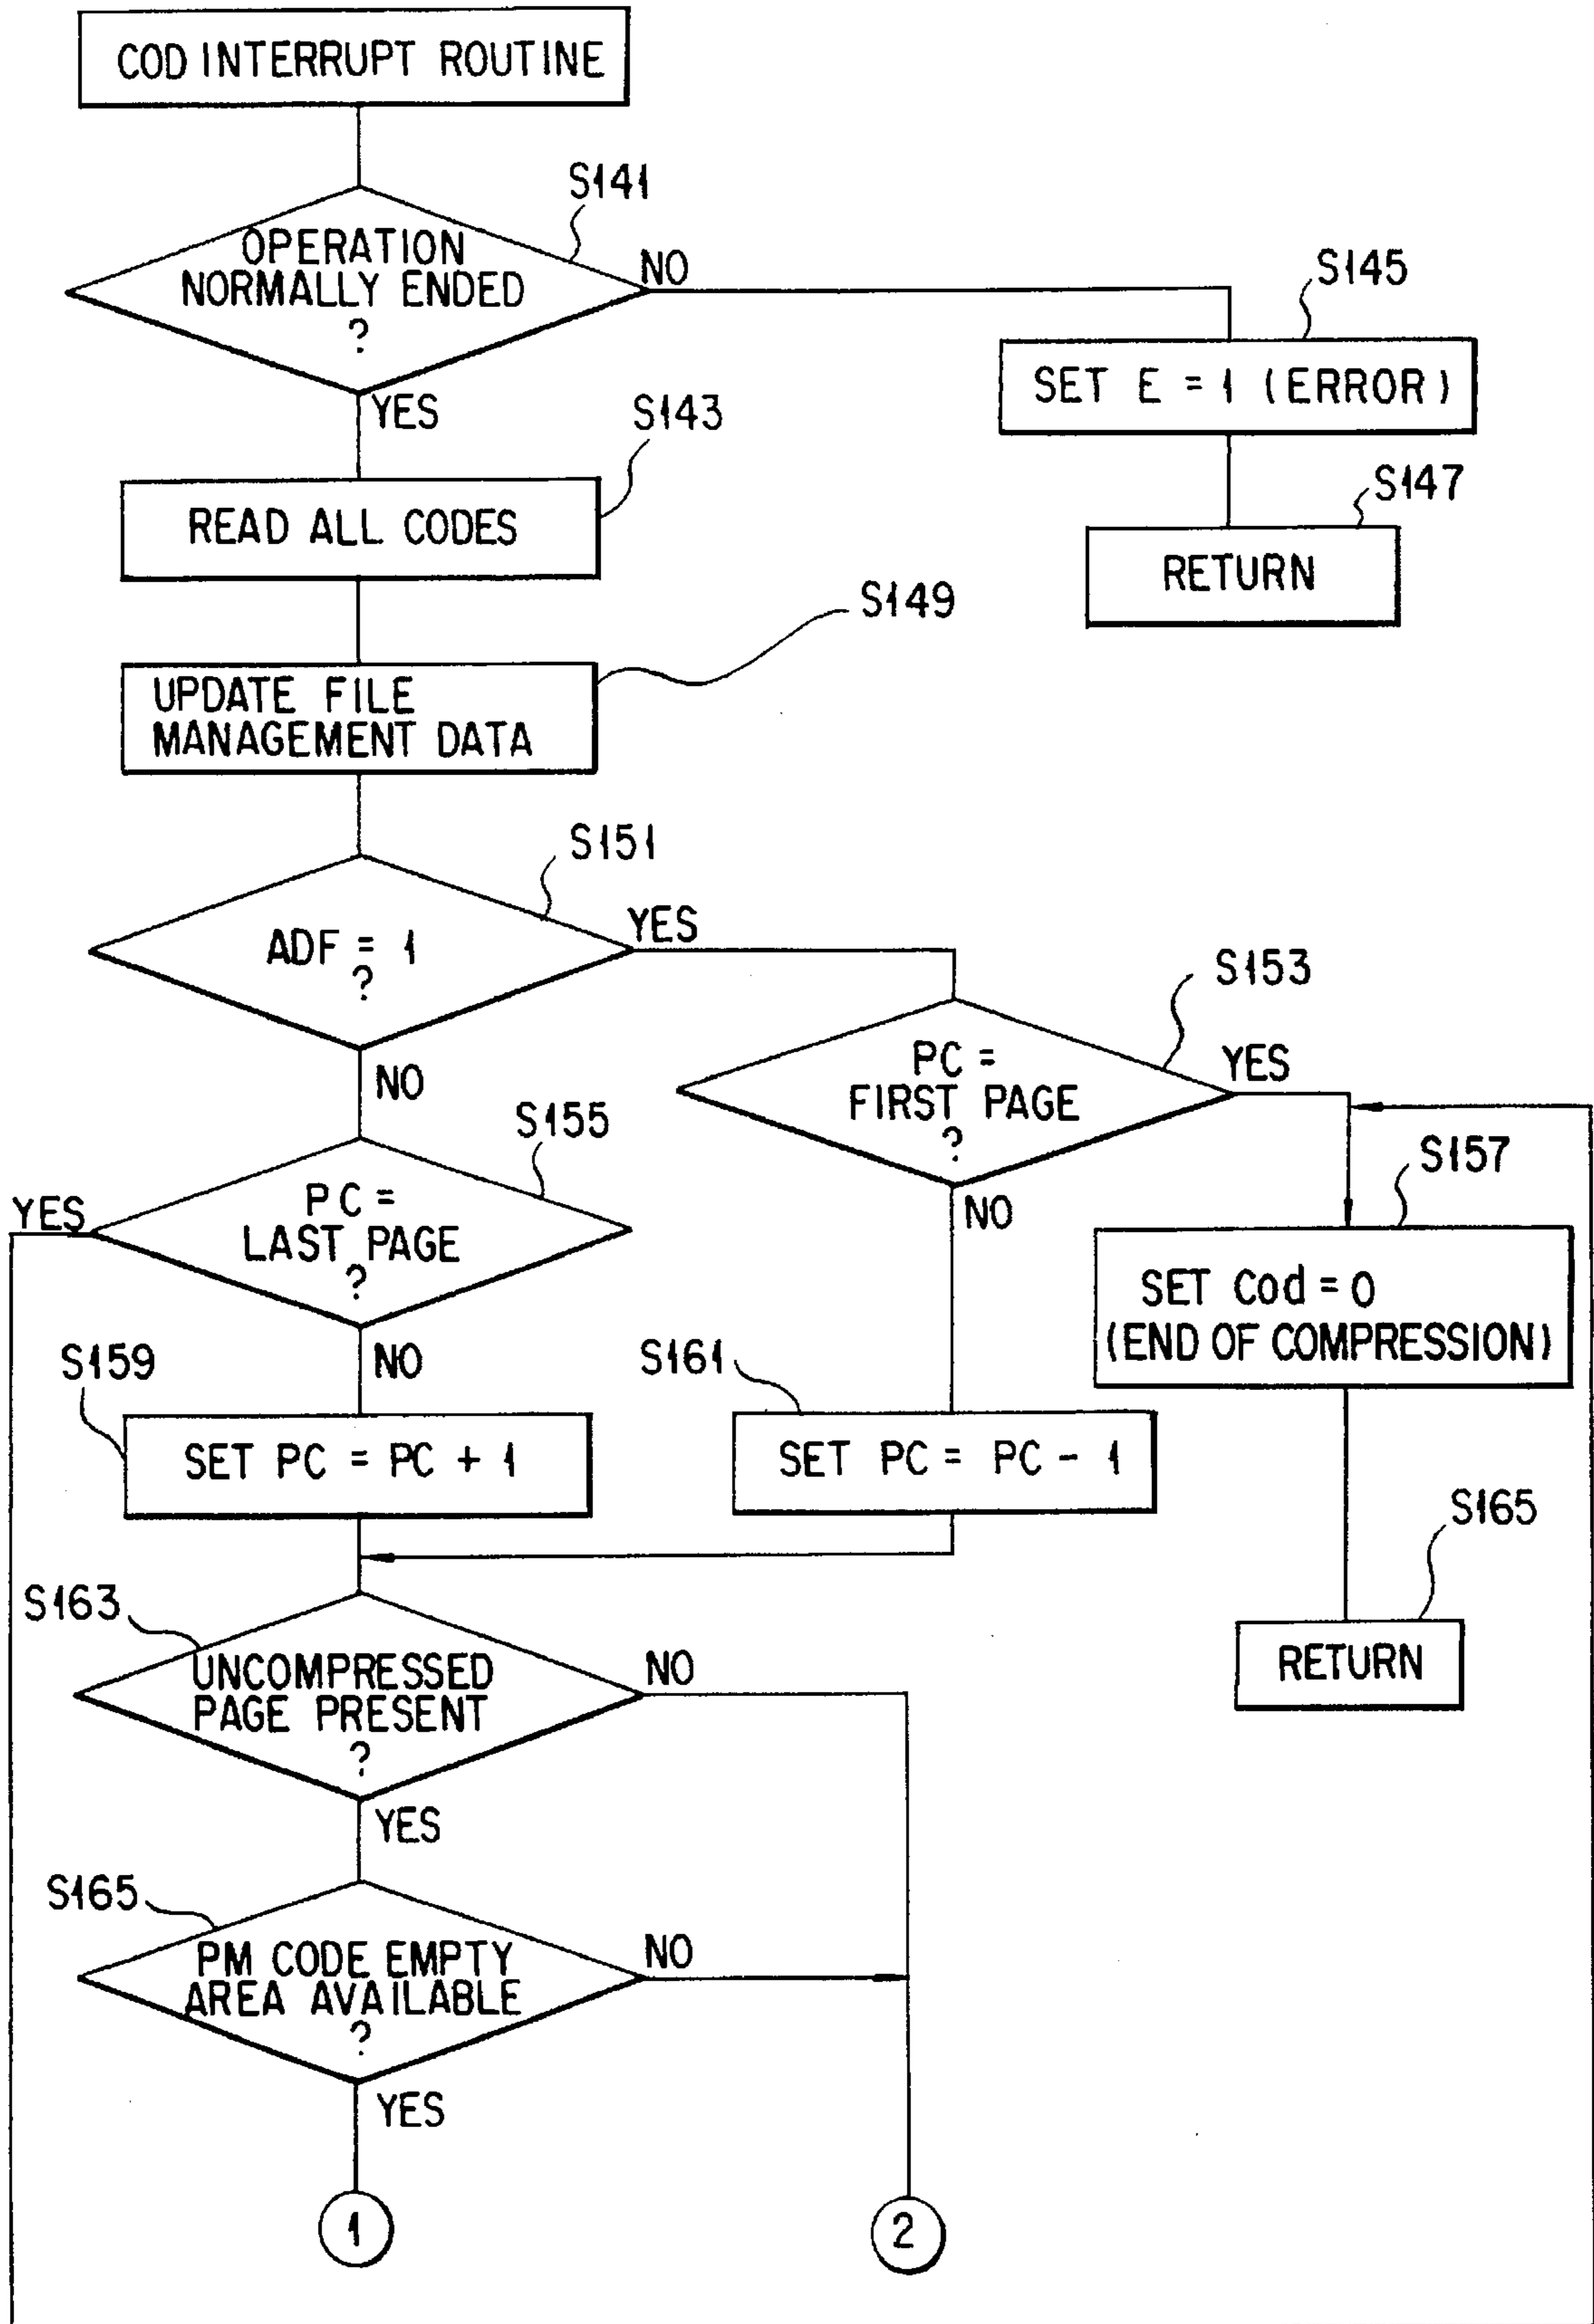 COD INTERRUPT ROUTINE
S141
OPERATION
NORMALLY ENDED
?
NO
YES
S145
SET E = 1 (ERROR)
S147
RETURN
S143
READ ALL CODES
S149
UPDATE FILE
MANAGEMENT DATA
S151
ADF = 1
?
YES
NO
S153
PC =
FIRST PAGE
?
YES
NO
S155
PC =
LAST PAGE
?
YES
NO
S157
SET Cod = 0
(END OF COMPRESSION)
S159
SET PC = PC + 1
S161
SET PC = PC - 1
S165
RETURN
S163
UNCOMPRESSED
PAGE PRESENT
?
NO
YES
S165
PM CODE EMPTY
AREA AVAILABLE
?
NO
YES
1
2